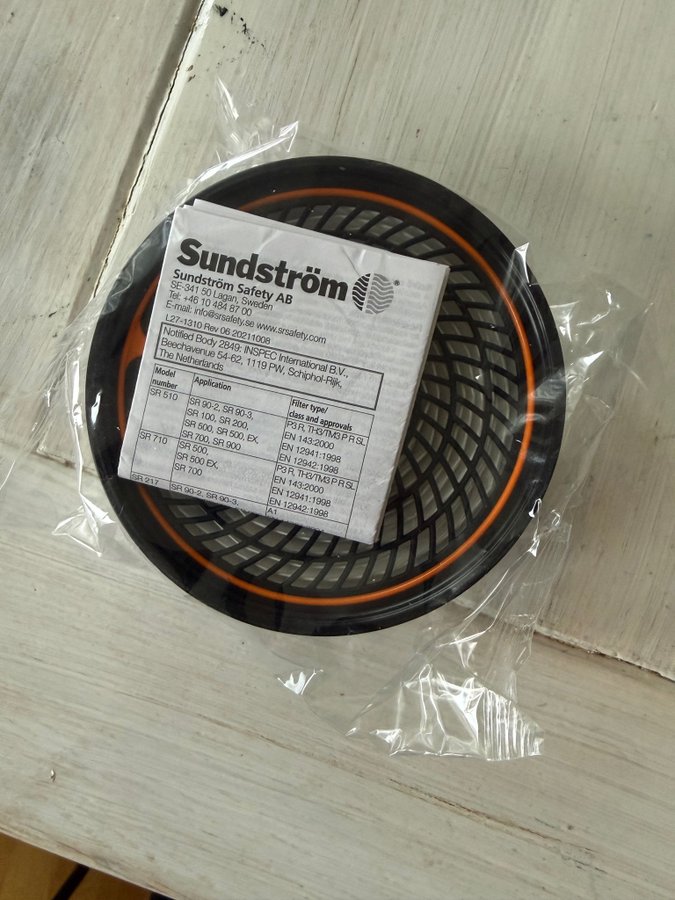 Sundström ®
Sundström Safety AB
SE-341 50 Lagan, Sweden
Tel: +46 10 484 87 00
E-mail: info@srsafety.se www.srsafety.com
L27-1310 Rev 06 20211008
Notified Body 2849: INSPEC International B.V.,
Beechavenue 54-62, 1119 PW, Schiphol-Rijk,
The Netherlands
Model number
Application
Filter type/
class and approvals
SR 510
SR 90-2, SR 90-3,
SR 100, SR 200,
SR 500, SR 500, EX,
SR 700, SR 900
P3 R, TH3/TM3 P R SL
EN 143:2000
EN 12941:1998
EN 12942:1998
SR 710
SR 500,
SR 500 EX,
SR 700
P3 R, TH3/TM3 P R SL
EN 143:2000
EN 12941:1998
EN 12942:1998
SR 217
SR 90-2, SR 90-3,
A1